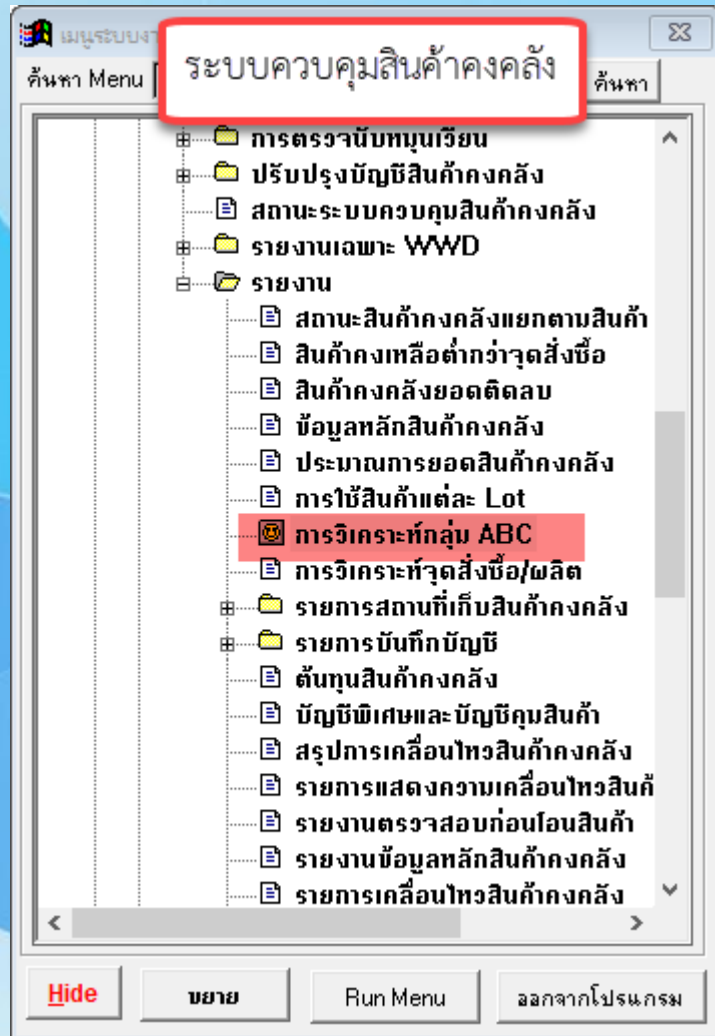 เมนูระบบงา
ระบบควบคุมสินค้าคงคลัง
ค้นหา Menu
ค้นหา
การตรวจนับหมุนเวียน
ปรับปรุงบัญชีสินค้าคงคลัง
สถานะระบบควบคุมสินค้าคงคลัง
รายงานเฉพาะ WWD
รายงาน
สถานะสินค้าคงคลังแยกตามสินค้า
สินค้าคงเหลือต่ำกว่าจุดสั่งซื้อ
สินค้าคงคลังยอดติดลบ
ข้อมูลหลักสินค้าคงคลัง
ประมาณการยอดสินค้าคงคลัง
การใช้สินค้าแต่ละ Lot
การวิเคราะห์กลุ่ม ABC
การวิเคราะห์จุดสั่งซื้อ/ผลิต
รายการสถานที่เก็บสินค้าคงคลัง
รายการบันทึกบัญชี
ต้นทุนสินค้าคงคลัง
บัญชีพิเศษและบัญชีคุมสินค้า
สรุปการเคลื่อนไหวสินค้าคงคลัง
รายการแสดงความเคลื่อนไหวสินค้
รายงานตรวจสอบก่อนโอนสินค้า
รายงานข้อมูลหลักสินค้าคงคลัง
รายการเคลื่อนไหวสินค้าคงคลัง
Hide ขยาย Run Menu ออกจากโปรแกรม